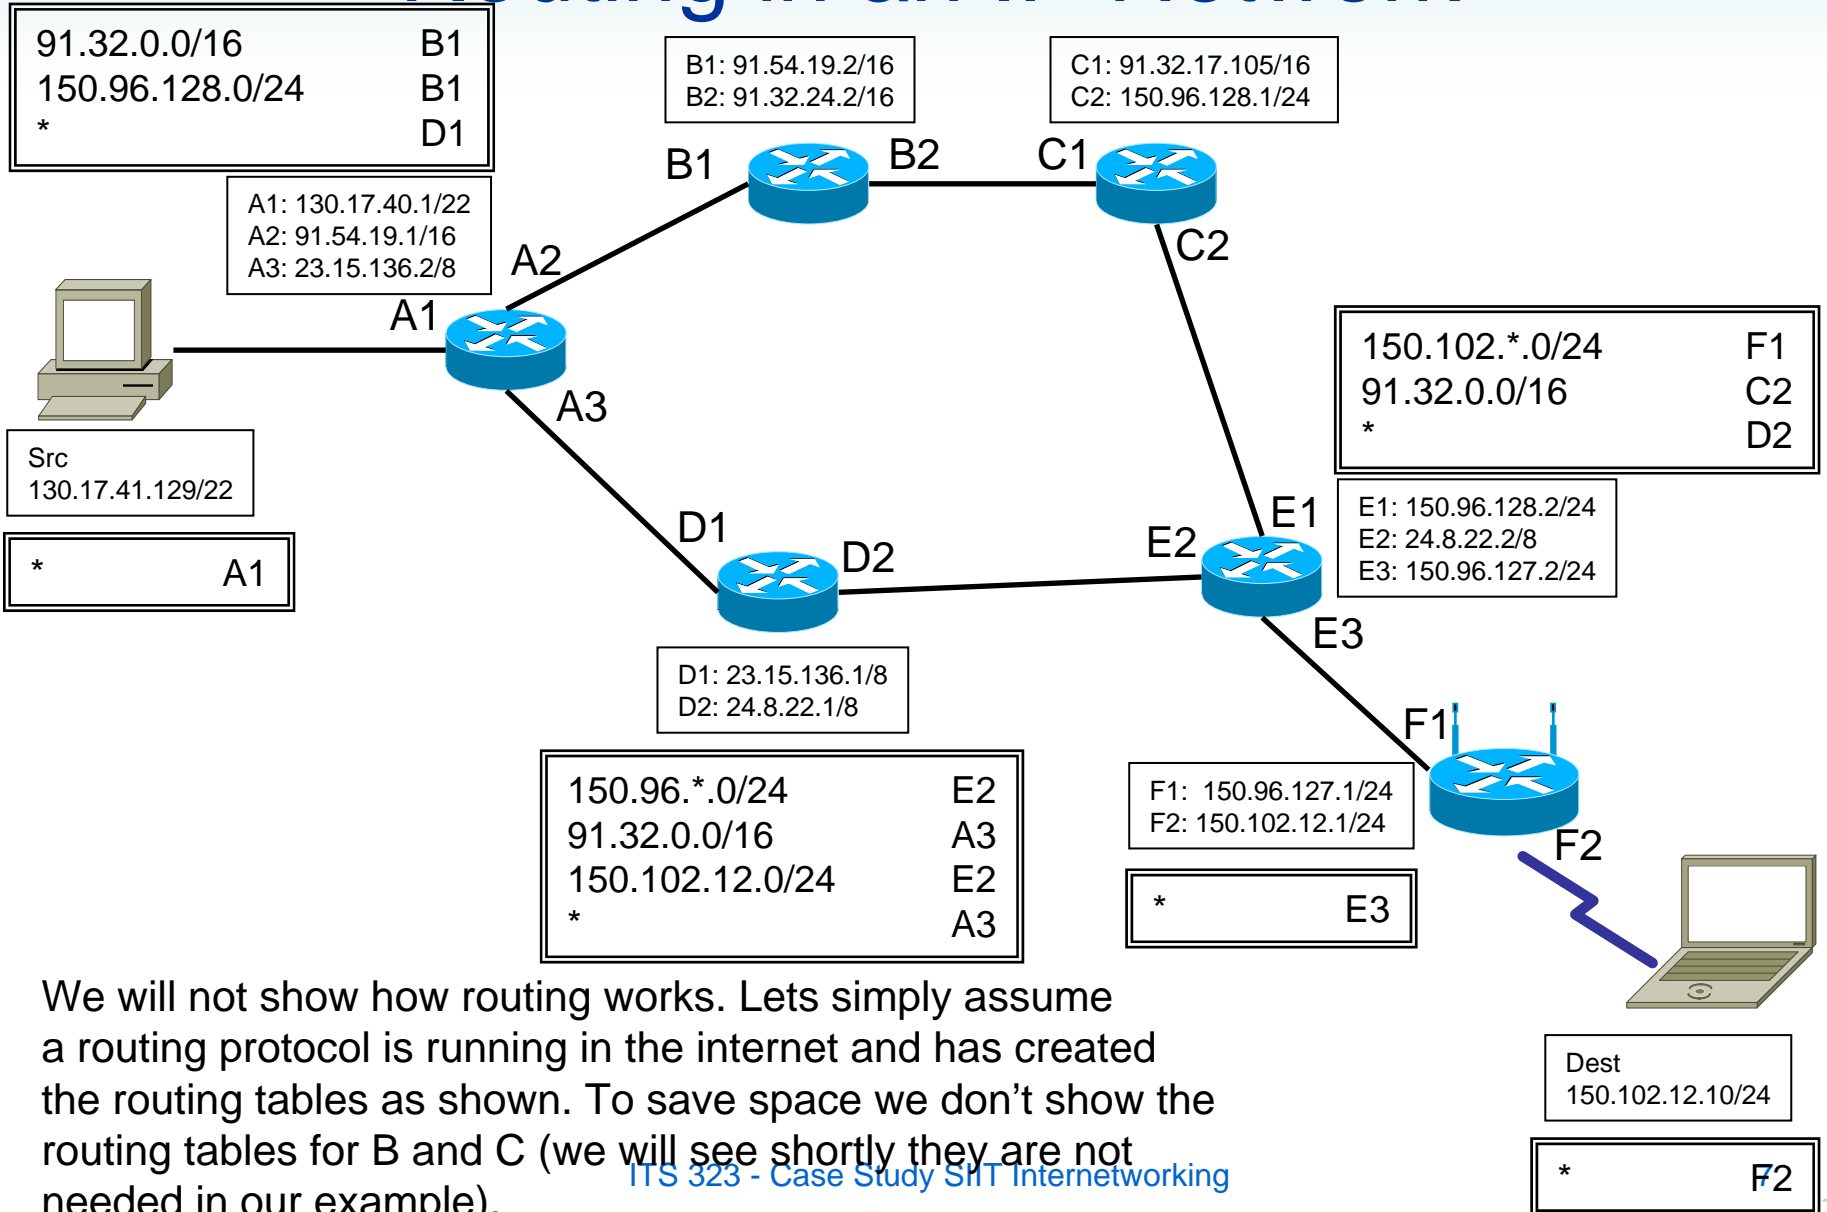 Routing in an IP Network
91.32.0.0/16 B1
150.96.128.0/24 B1
* D1
B1: 91.54.19.2/16
B2: 91.32.24.2/16
C1: 91.32.17.105/16
C2: 150.96.128.1/24
A1: 130.17.40.1/22
A2: 91.54.19.1/16
A3: 23.15.136.2/8
B1
B2
C1
C2
A2
A1
A3
150.102.*.0/24 F1
91.32.0.0/16 C2
* D2
Src
130.17.41.129/22
* A1
E1: 150.96.128.2/24
E2: 24.8.22.2/8
E3: 150.96.127.2/24
D1
D2
E2
E1
E3
D1: 23.15.136.1/8
D2: 24.8.22.1/8
F1
F1: 150.96.127.1/24
F2: 150.102.12.1/24
F2
150.96.*.0/24 E2
91.32.0.0/16 A3
150.102.12.0/24 E2
* A3
* E3
We will not show how routing works. Lets simply assume
a routing protocol is running in the internet and has created
the routing tables as shown. To save space we don't show the
routing tables for B and C (we will see shortly they are not
needed in our example).
Dest
150.102.12.10/24
* F2
ITS 323 - Case Study SIIT Internetworking
7